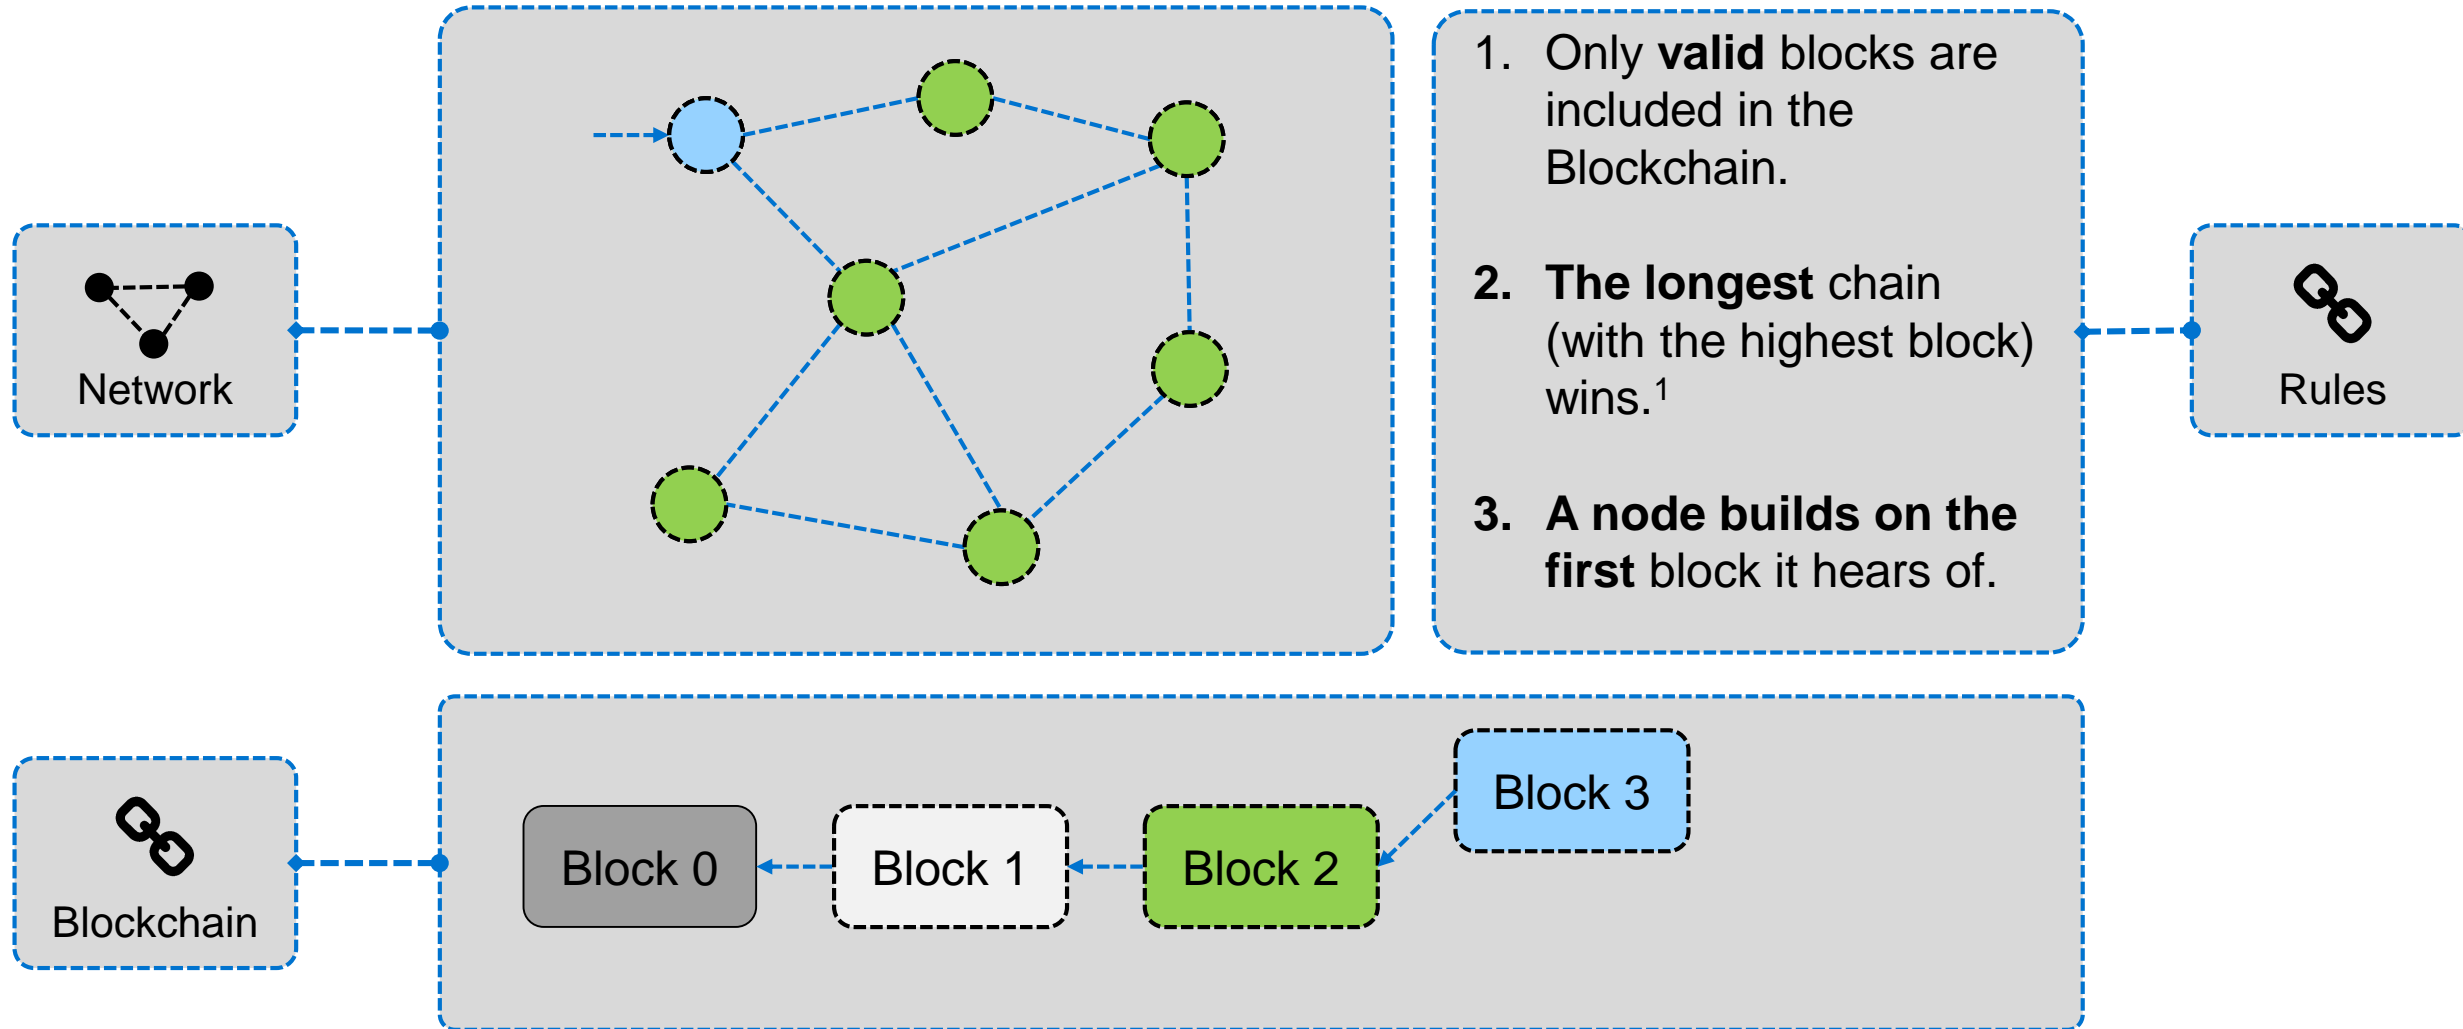 Network
1. Only valid blocks are
included in the
Blockchain.
2. The longest chain
(with the highest block)
wins.¹
3. A node builds on the
first block it hears of.
Rules
Blockchain
Block 0
Block 1
Block 2
Block 3